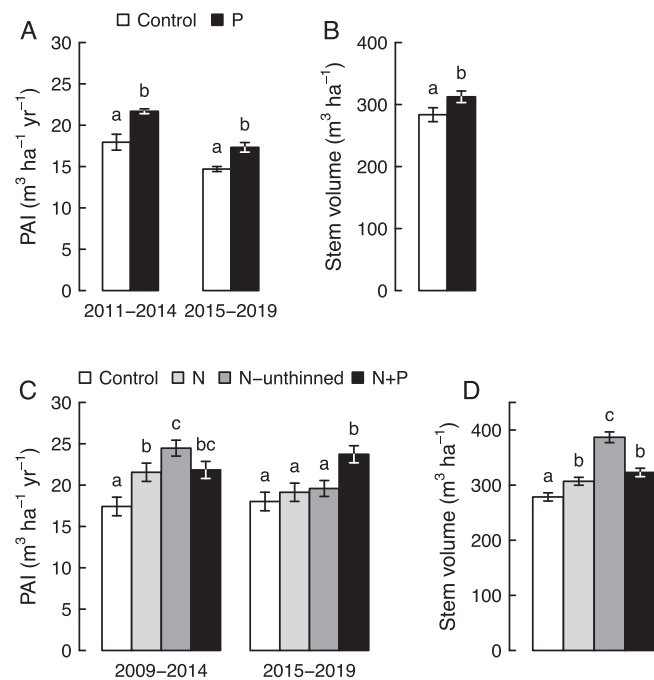 A
Control P
PAI (m³ ha⁻¹ yr⁻¹)
30
25
20
15
10
5
0
a b
a b
2011−2014 2015−2019
B
Stem volume (m³ ha⁻¹)
400
300
200
100
0
a b
Control N N−unthinned N+P
C
PAI (m³ ha⁻¹ yr⁻¹)
30
25
20
15
10
5
0
a b c bc
a a a b
2009−2014 2015−2019
D
Stem volume (m³ ha⁻¹)
400
300
200
100
0
a b c b